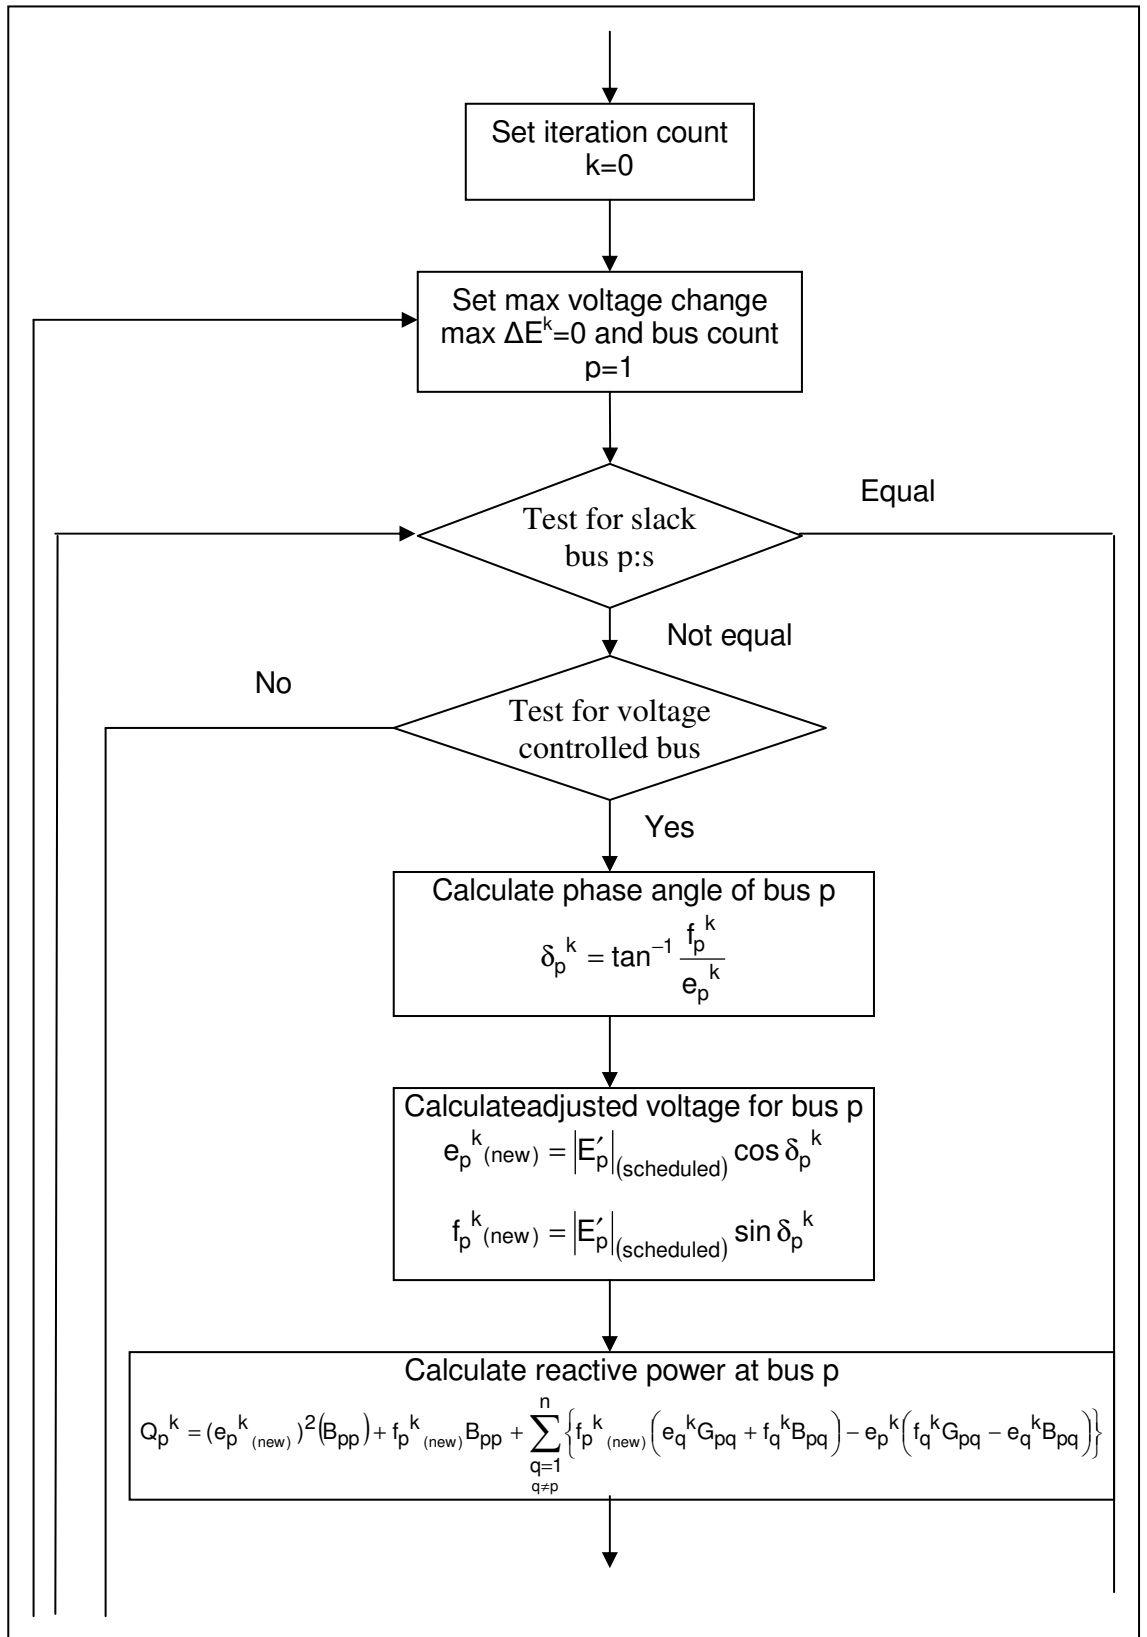 Set iteration count
k=0
Set max voltage change
max ΔE^k=0 and bus count
p=1
Equal
Test for slack
bus p:s
Not equal
No
Test for voltage
controlled bus
Yes
Calculate phase angle of bus p
δ_p^k = tan^−1 f_p^k / e_p^k
Calculateadjusted voltage for bus p
e_p^k (new) = |E′_p|_(scheduled) cos δ_p^k
f_p^k (new) = |E′_p|_(scheduled) sin δ_p^k
Calculate reactive power at bus p
Q_p^k = (e_p^k (new))^2 (B_pp) + f_p^k (new) B_pp + ∑_{q=1, q≠p}^{n} {f_p^k (new) (e_q^k G_pq + f_q^k B_pq) − e_p^k (f_q^k G_pq − e_q^k B_pq)}